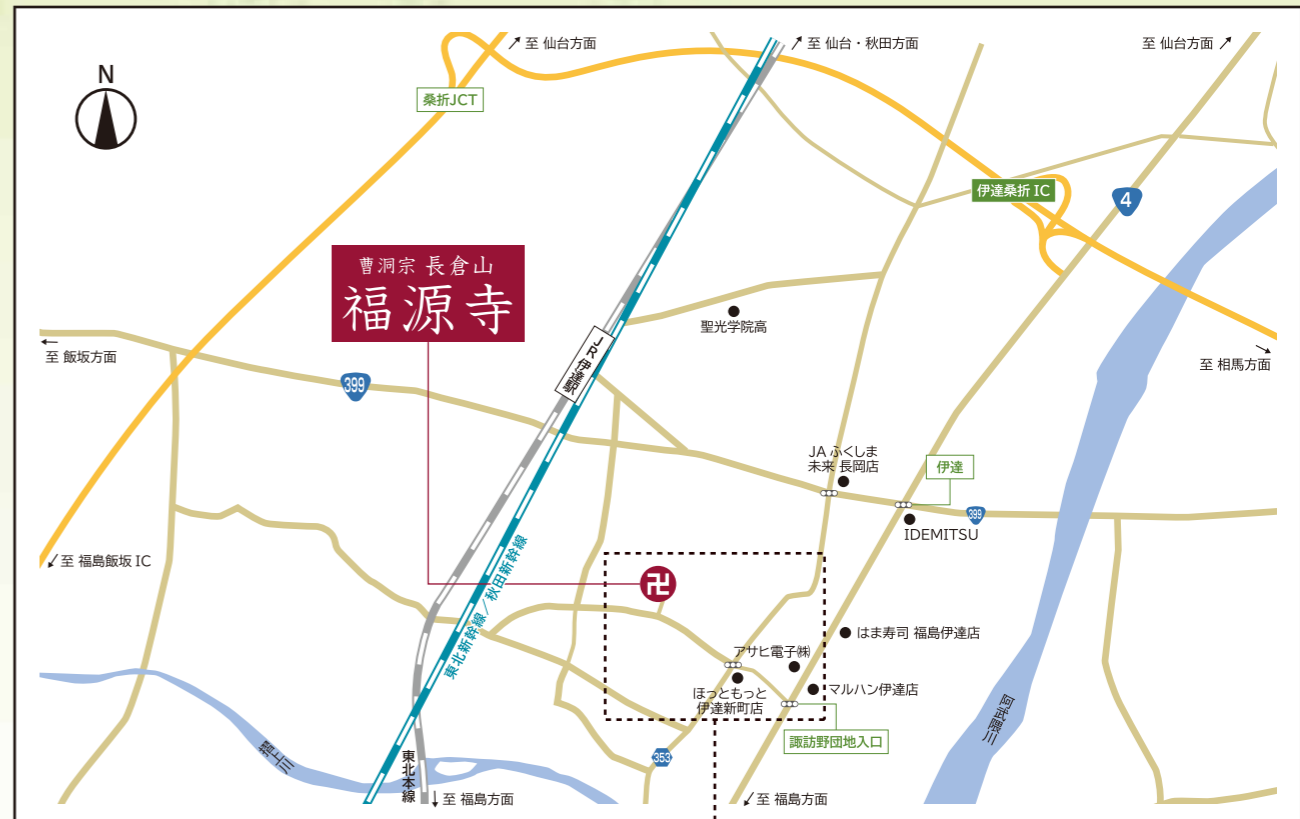 N
至 仙台方面
至 仙台・秋田方面
至 仙台方面
桑折JCT
伊達桑折 IC
4
曹洞宗 長倉山
福源寺
聖光学院高
至 飯坂方面
JR 伊達駅
至 相馬方面
399
JA ふくしま
未来 長岡店
伊達
399
IDEMITSU
至 福島飯坂 IC
東北新幹線／秋田新幹線
卍
はま寿司 福島伊達店
アサヒ電子㈱
マルハン伊達店
ほっともっと
伊達新町店
阿武隈川
諏訪野団地入口
摺上川
353
東北本線
至 福島方面
至 福島方面